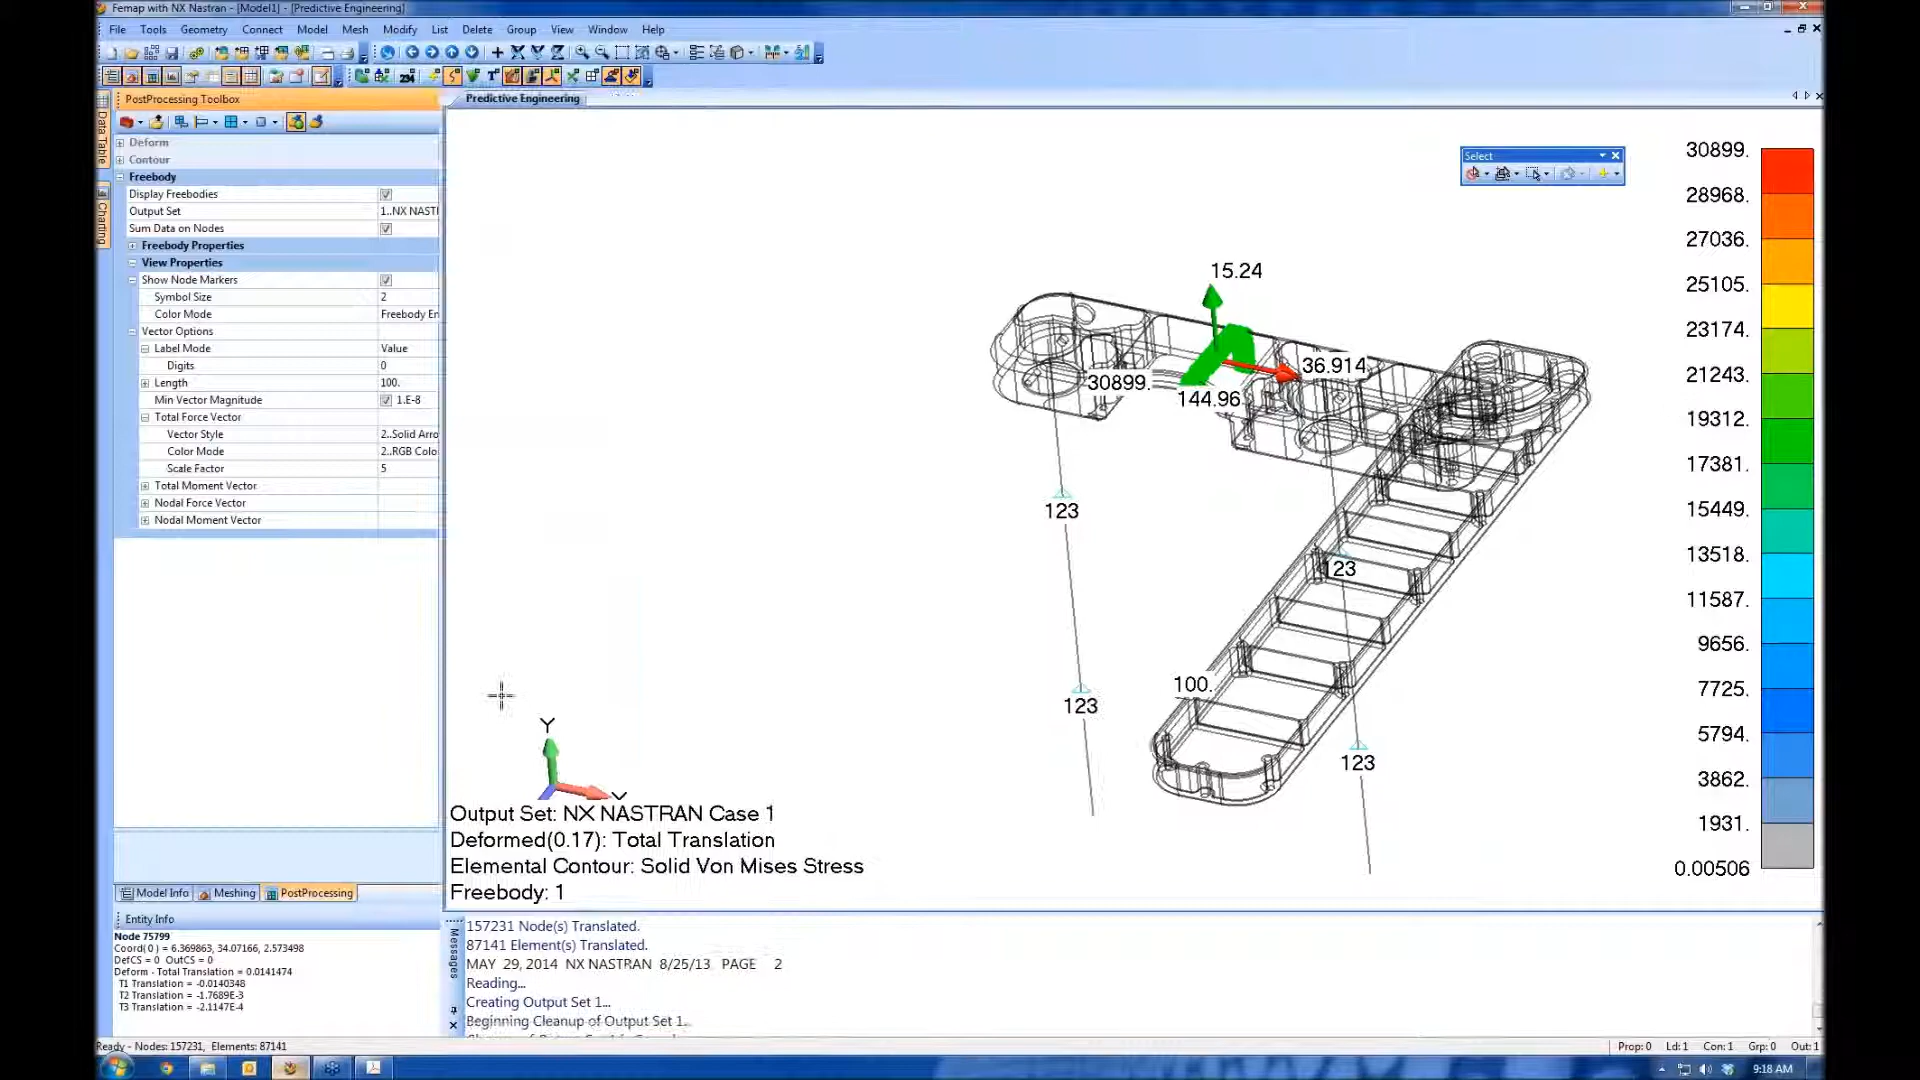 Femap with NX Nastran - [Model1] - [Predictive Engineering]
File Tools Geometry Connect Model Mesh Modify List Delete Group View Window Help
PostProcessing Toolbox
Predictive Engineering
Data Table
Charting
Deform
Contour
Freebody
Display Freebodies
Output Set 1..NX NAST
Sum Data on Nodes
Freebody Properties
View Properties
Show Node Markers
Symbol Size 2
Color Mode Freebody En
Vector Options
Label Mode Value
Digits 0
Length 100.
Min Vector Magnitude 1.E-8
Total Force Vector
Vector Style 2..Solid Arro
Color Mode 2..RGB Colo
Scale Factor 5
Total Moment Vector
Nodal Force Vector
Nodal Moment Vector
Select
15.24
36.914
30899.
144.96
123
123
123
100.
123
Y
Output Set: NX NASTRAN Case 1
Deformed(0.17): Total Translation
Elemental Contour: Solid Von Mises Stress
Freebody: 1
30899.
28968.
27036.
25105.
23174.
21243.
19312.
17381.
15449.
13518.
11587.
9656.
7725.
5794.
3862.
1931.
0.00506
Model Info Meshing PostProcessing
Entity Info
Node 75799
Coord( 0 ) = 6.369863, 34.07166, 2.573498
DefCS = 0 OutCS = 0
Deform - Total Translation = 0.0141474
T1 Translation = -0.0140348
T2 Translation = -1.7689E-3
T3 Translation = -2.1147E-4
Messages
157231 Node(s) Translated.
87141 Element(s) Translated.
MAY 29, 2014 NX NASTRAN 8/25/13 PAGE 2
Reading...
Creating Output Set 1...
Beginning Cleanup of Output Set 1..
Ready - Nodes: 157231, Elements: 87141
Prop: 0 Ld: 1 Con: 1 Grp: 0 Out: 1
9:18 AM